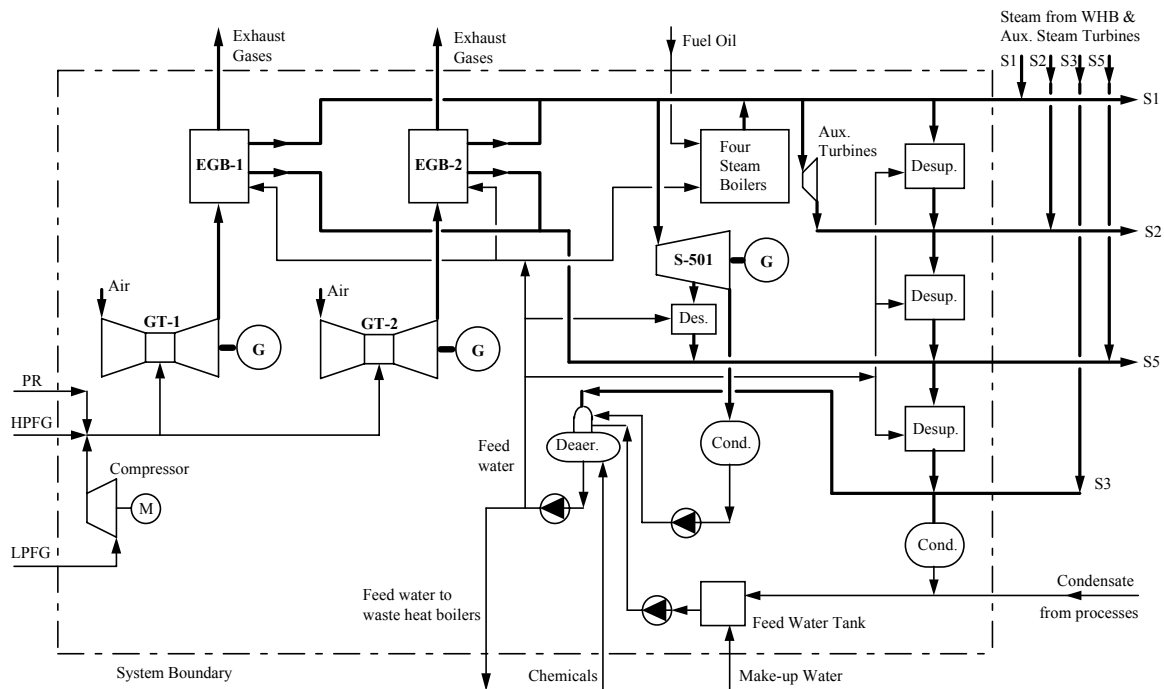 Exhaust
Gases
Exhaust
Gases
Fuel Oil
Steam from WHB &
Aux. Steam Turbines
S1 S2 S3 S5
S1
EGB-1
EGB-2
Four
Steam
Boilers
Aux.
Turbines
Desup.
S2
S-501
G
Desup.
Air
GT-1
G
Air
GT-2
G
Des.
S5
PR
HPFG
Compressor
M
LPFG
Feed
water
Deaer.
Cond.
Desup.
S3
Cond.
Feed water to
waste heat boilers
Feed Water Tank
Condensate
from processes
System Boundary
Chemicals
Make-up Water